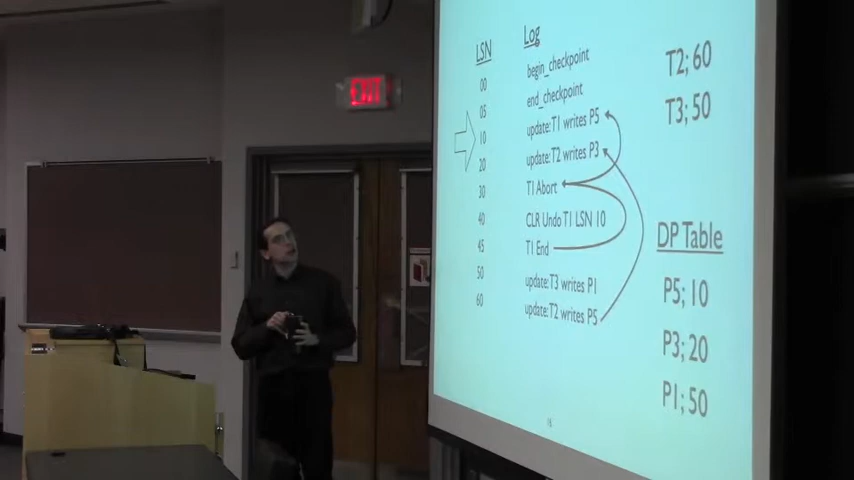 EXIT
LSN
Log
00
begin_checkpoint
05
end_checkpoint
10
update: T1 writes P5
20
update: T2 writes P3
30
T1 Abort
40
CLR Undo T1 LSN 10
45
T1 End
50
update: T3 writes P1
60
update: T2 writes P5
T2; 60
T3; 50
DP Table
P5; 10
P3; 20
P1; 50